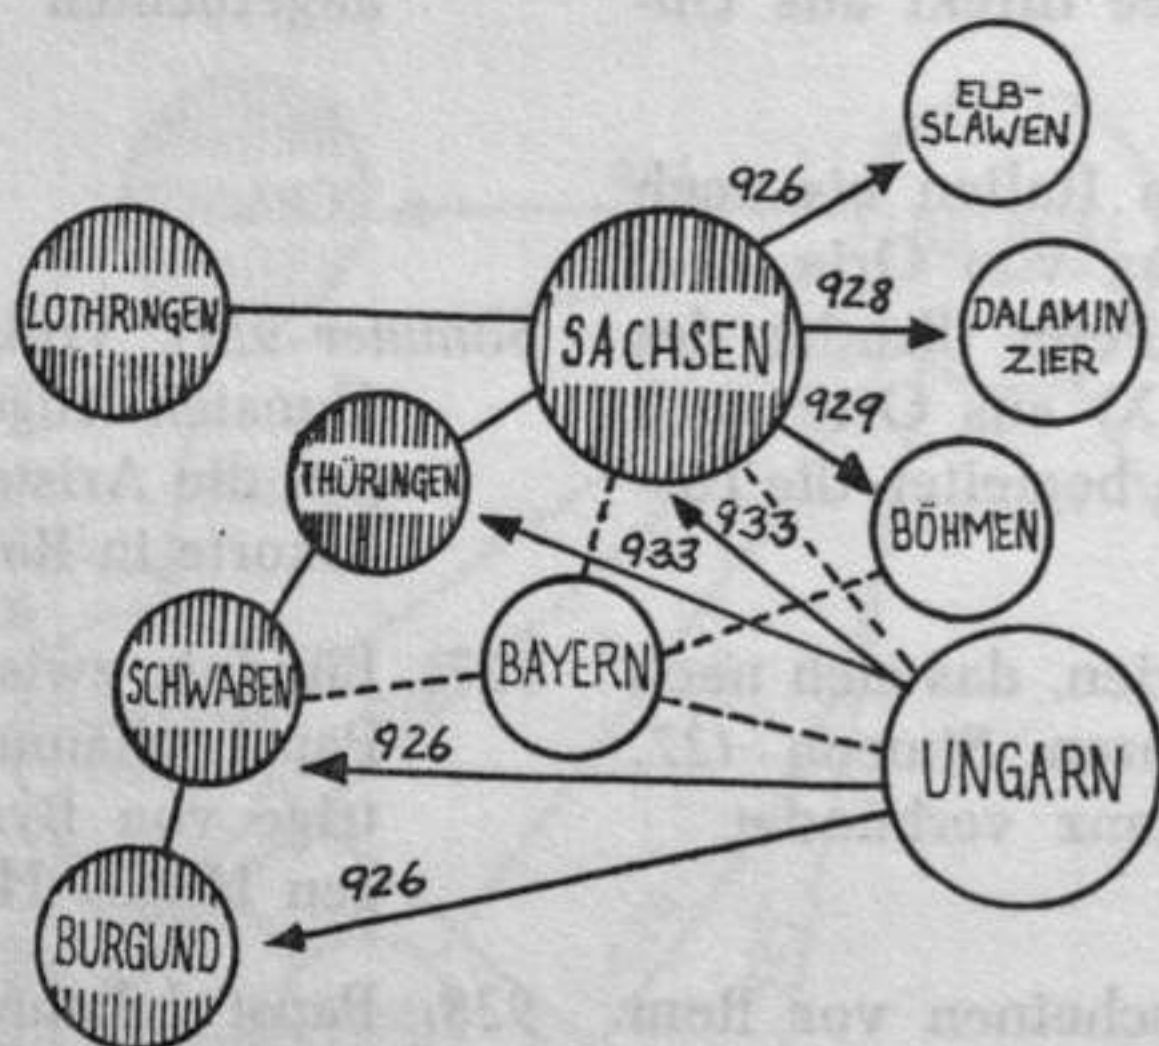 ELB-
SLAWEN
926
LOTHRINGEN
SACHSEN
928
DALAMIN
ZIER
929
THÜRINGEN
933
933
BÖHMEN
SCHWABEN
BAYERN
926
UNGARN
926
BURGUND